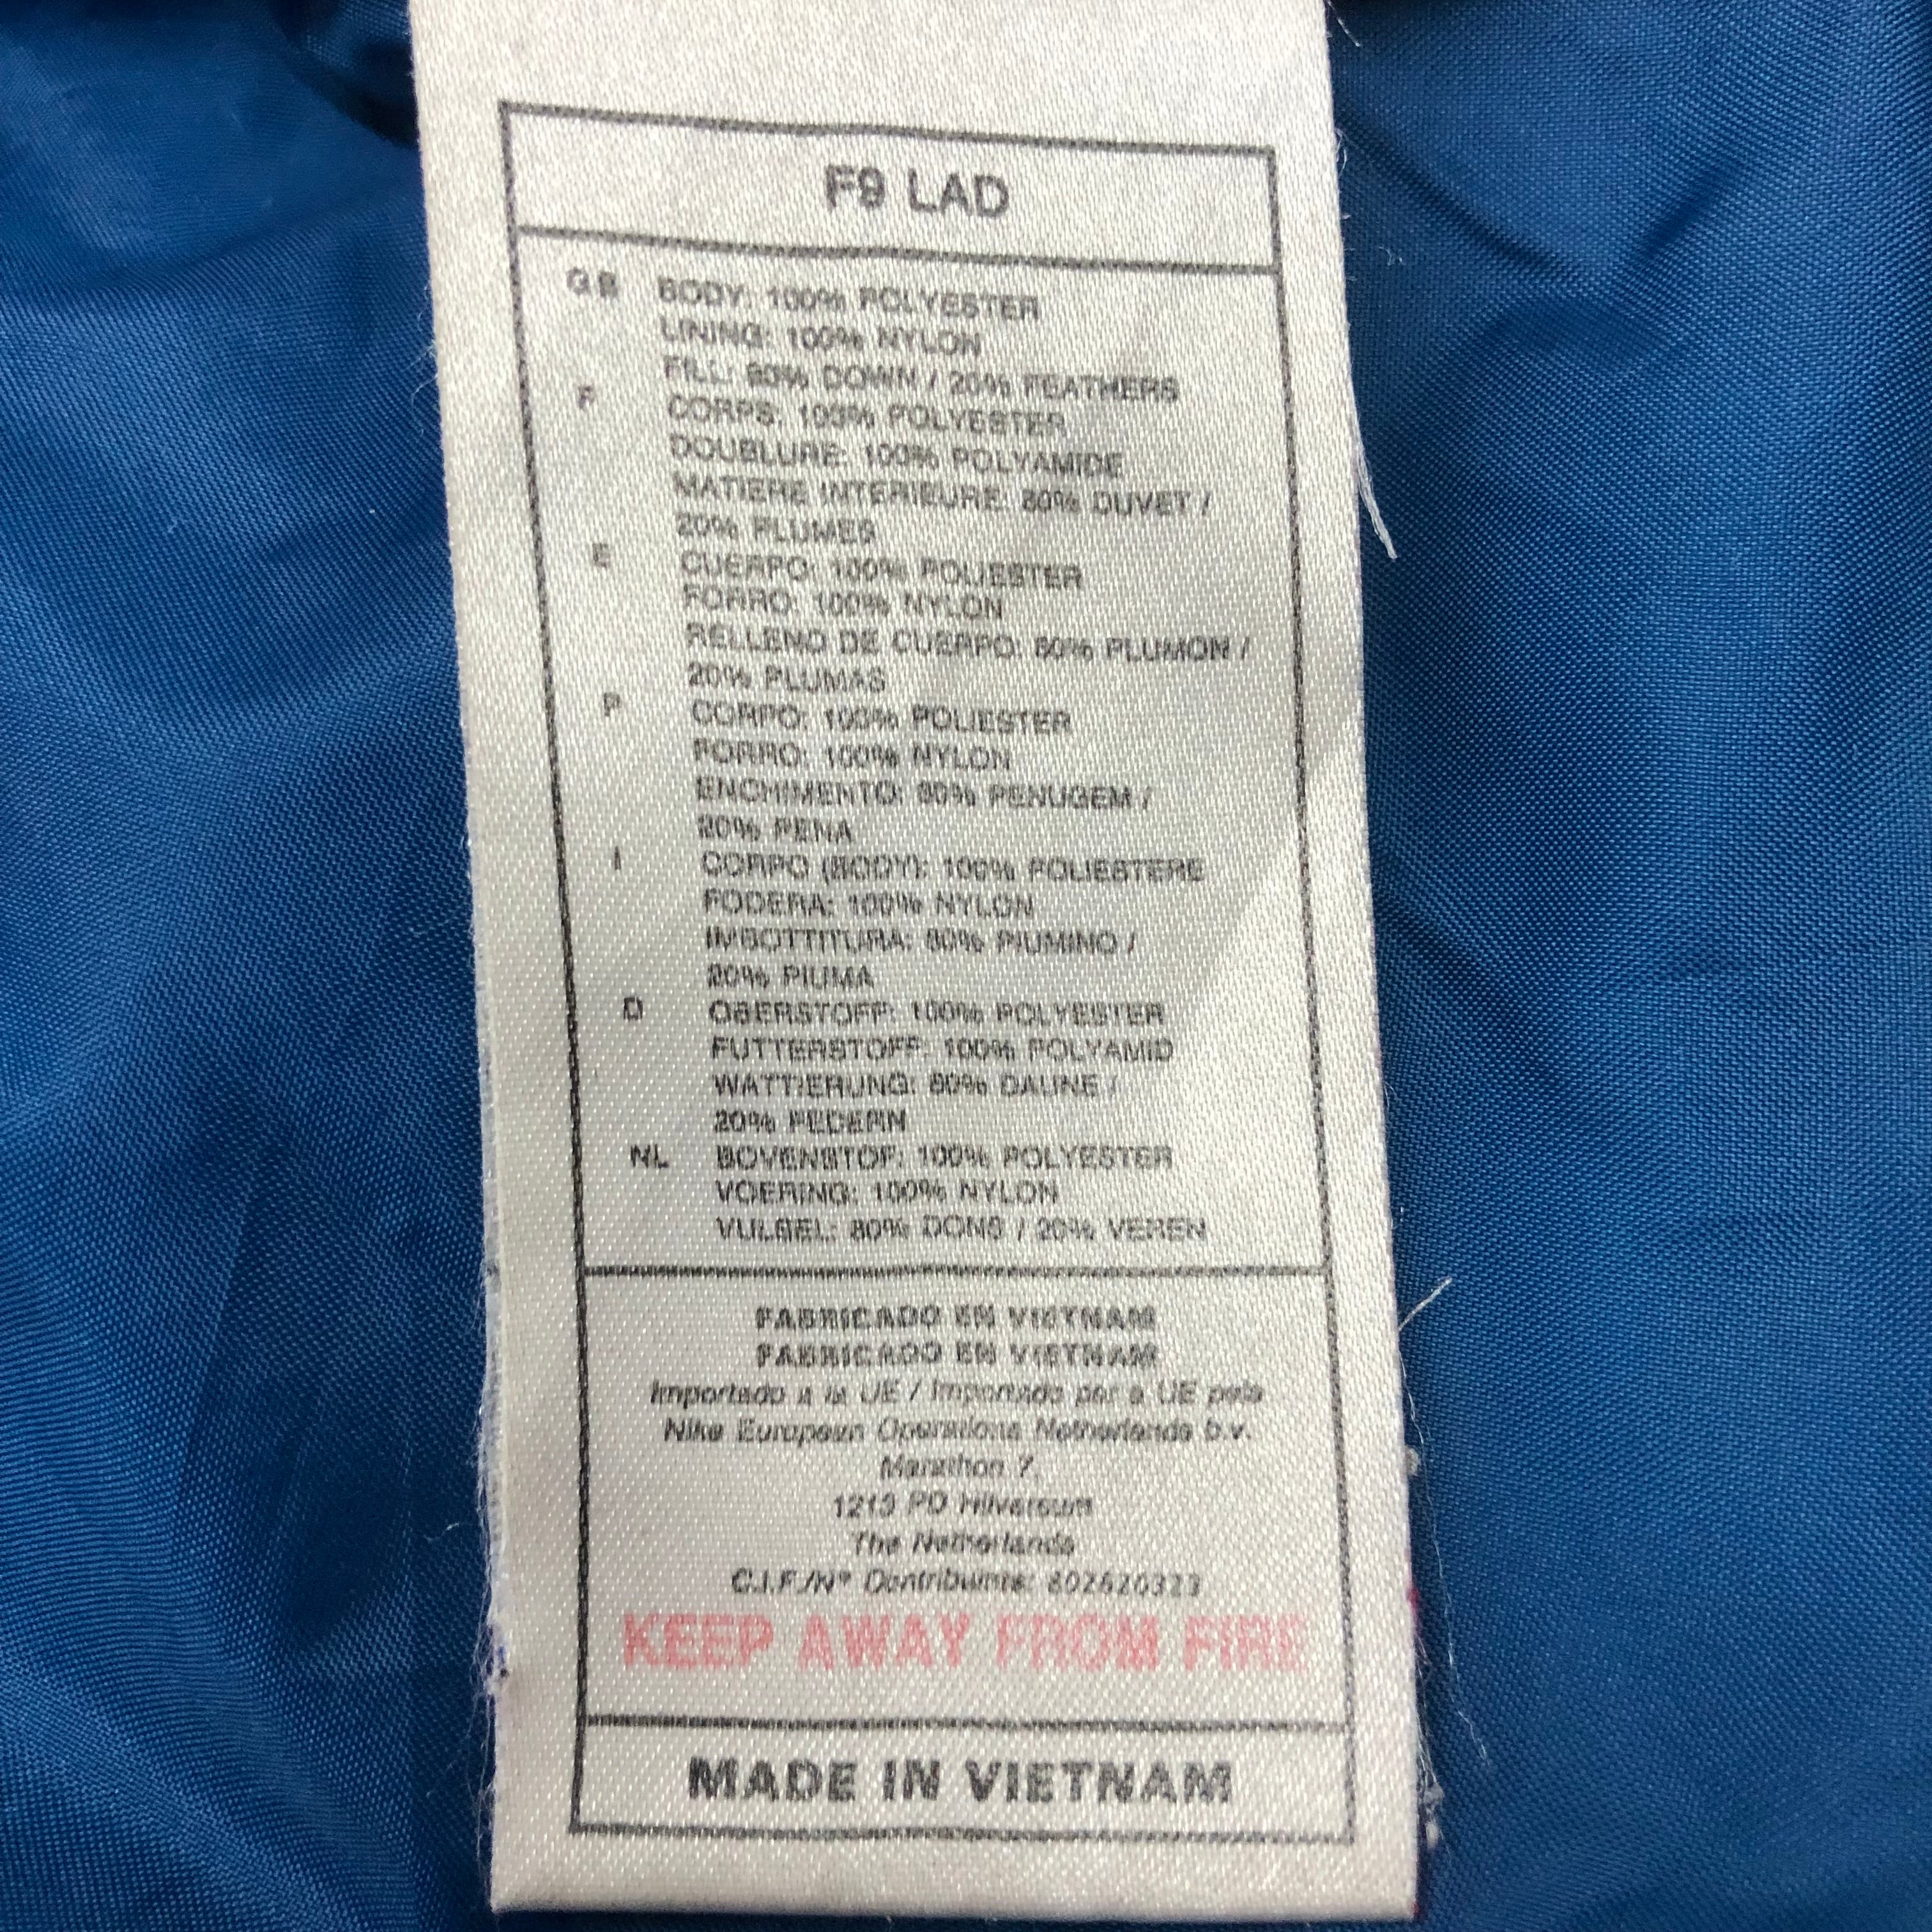 F9 LAD
GB BODY: 100% POLYESTER
LINING: 100% NYLON
FILL: 80% DOWN / 20% FEATHERS
F CORPS: 100% POLYESTER
DOUBLURE: 100% POLYAMIDE
MATIERE INTERIEURE: 80% DUVET /
20% PLUMES
E CUERPO: 100% POLIESTER
FORRO: 100% NYLON
RELLENO DE CUERPO: 80% PLUMON /
20% PLUMAS
P CORPO: 100% POLIESTER
FORRO: 100% NYLON
ENCHIMENTO: 80% PENUGEM /
20% PENA
I CORPO (BODY): 100% POLIESTERE
FODERA: 100% NYLON
IMBOTTITURA: 80% PIUMINO /
20% PIUMA
D OBERSTOFF: 100% POLYESTER
FUTTERSTOFF: 100% POLYAMID
WATTIERUNG: 80% DAUNE /
20% FEDERN
NL BOVENSTOF: 100% POLYESTER
VOERING: 100% NYLON
VULSEL: 80% DONS / 20% VEREN
FABRICADO EN VIETNAM
FABRICADO EN VIETNAM
Importado a la UE / Importado por a UE pela
Nike European Operations Netherlands b.v.
Marathon 7,
1213 PD Hilversum
The Netherlands
C.I.F./N° Contribuinte: 802620323
KEEP AWAY FROM FIRE
MADE IN VIETNAM